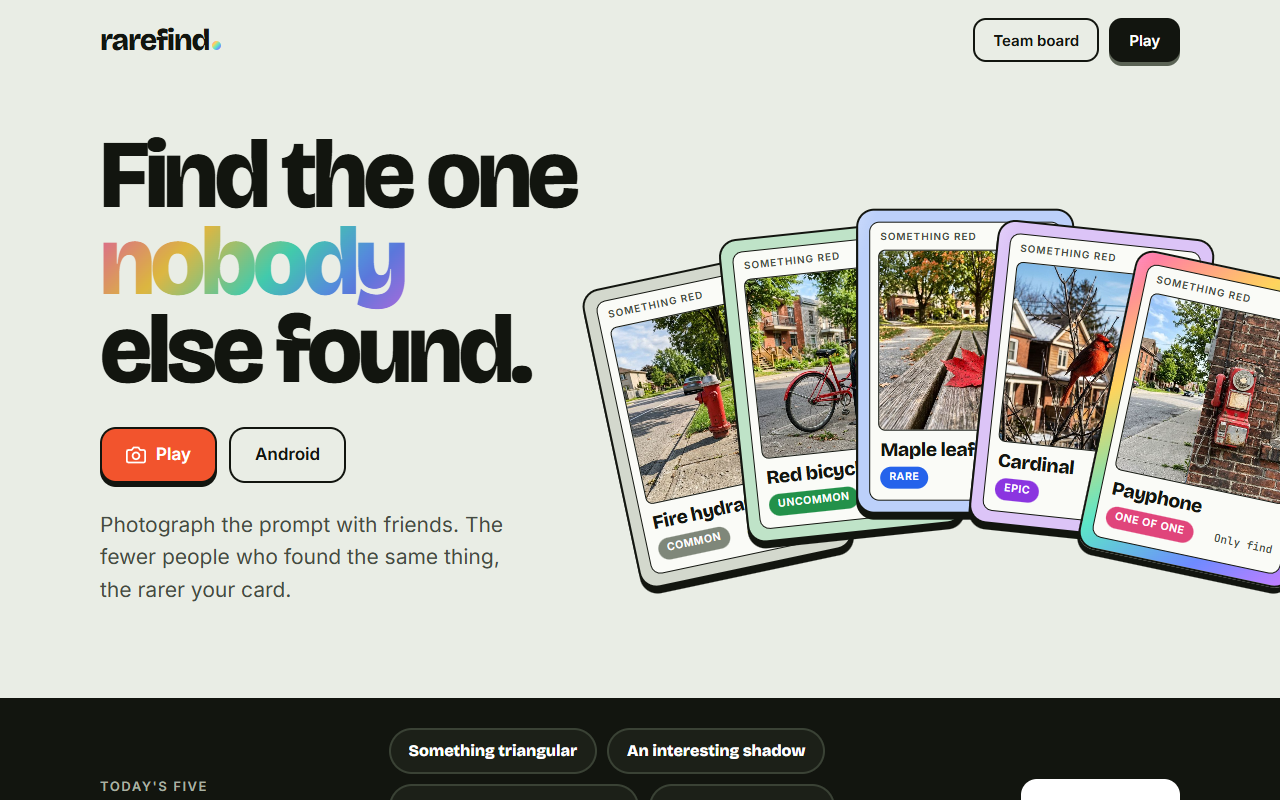 rarefind.
Team board
Play
Find the one
nobody
else found.
Play
Android
Photograph the prompt with friends. The
fewer people who found the same thing,
the rarer your card.
SOMETHING RED
Fire hydra
COMMON
SOMETHING RED
Red bicyc
UNCOMMON
SOMETHING RED
Maple leaf
RARE
SOMETHING RED
Cardinal
EPIC
SOMETHING RED
Payphone
ONE OF ONE
Only find
TODAY'S FIVE
Something triangular
An interesting shadow